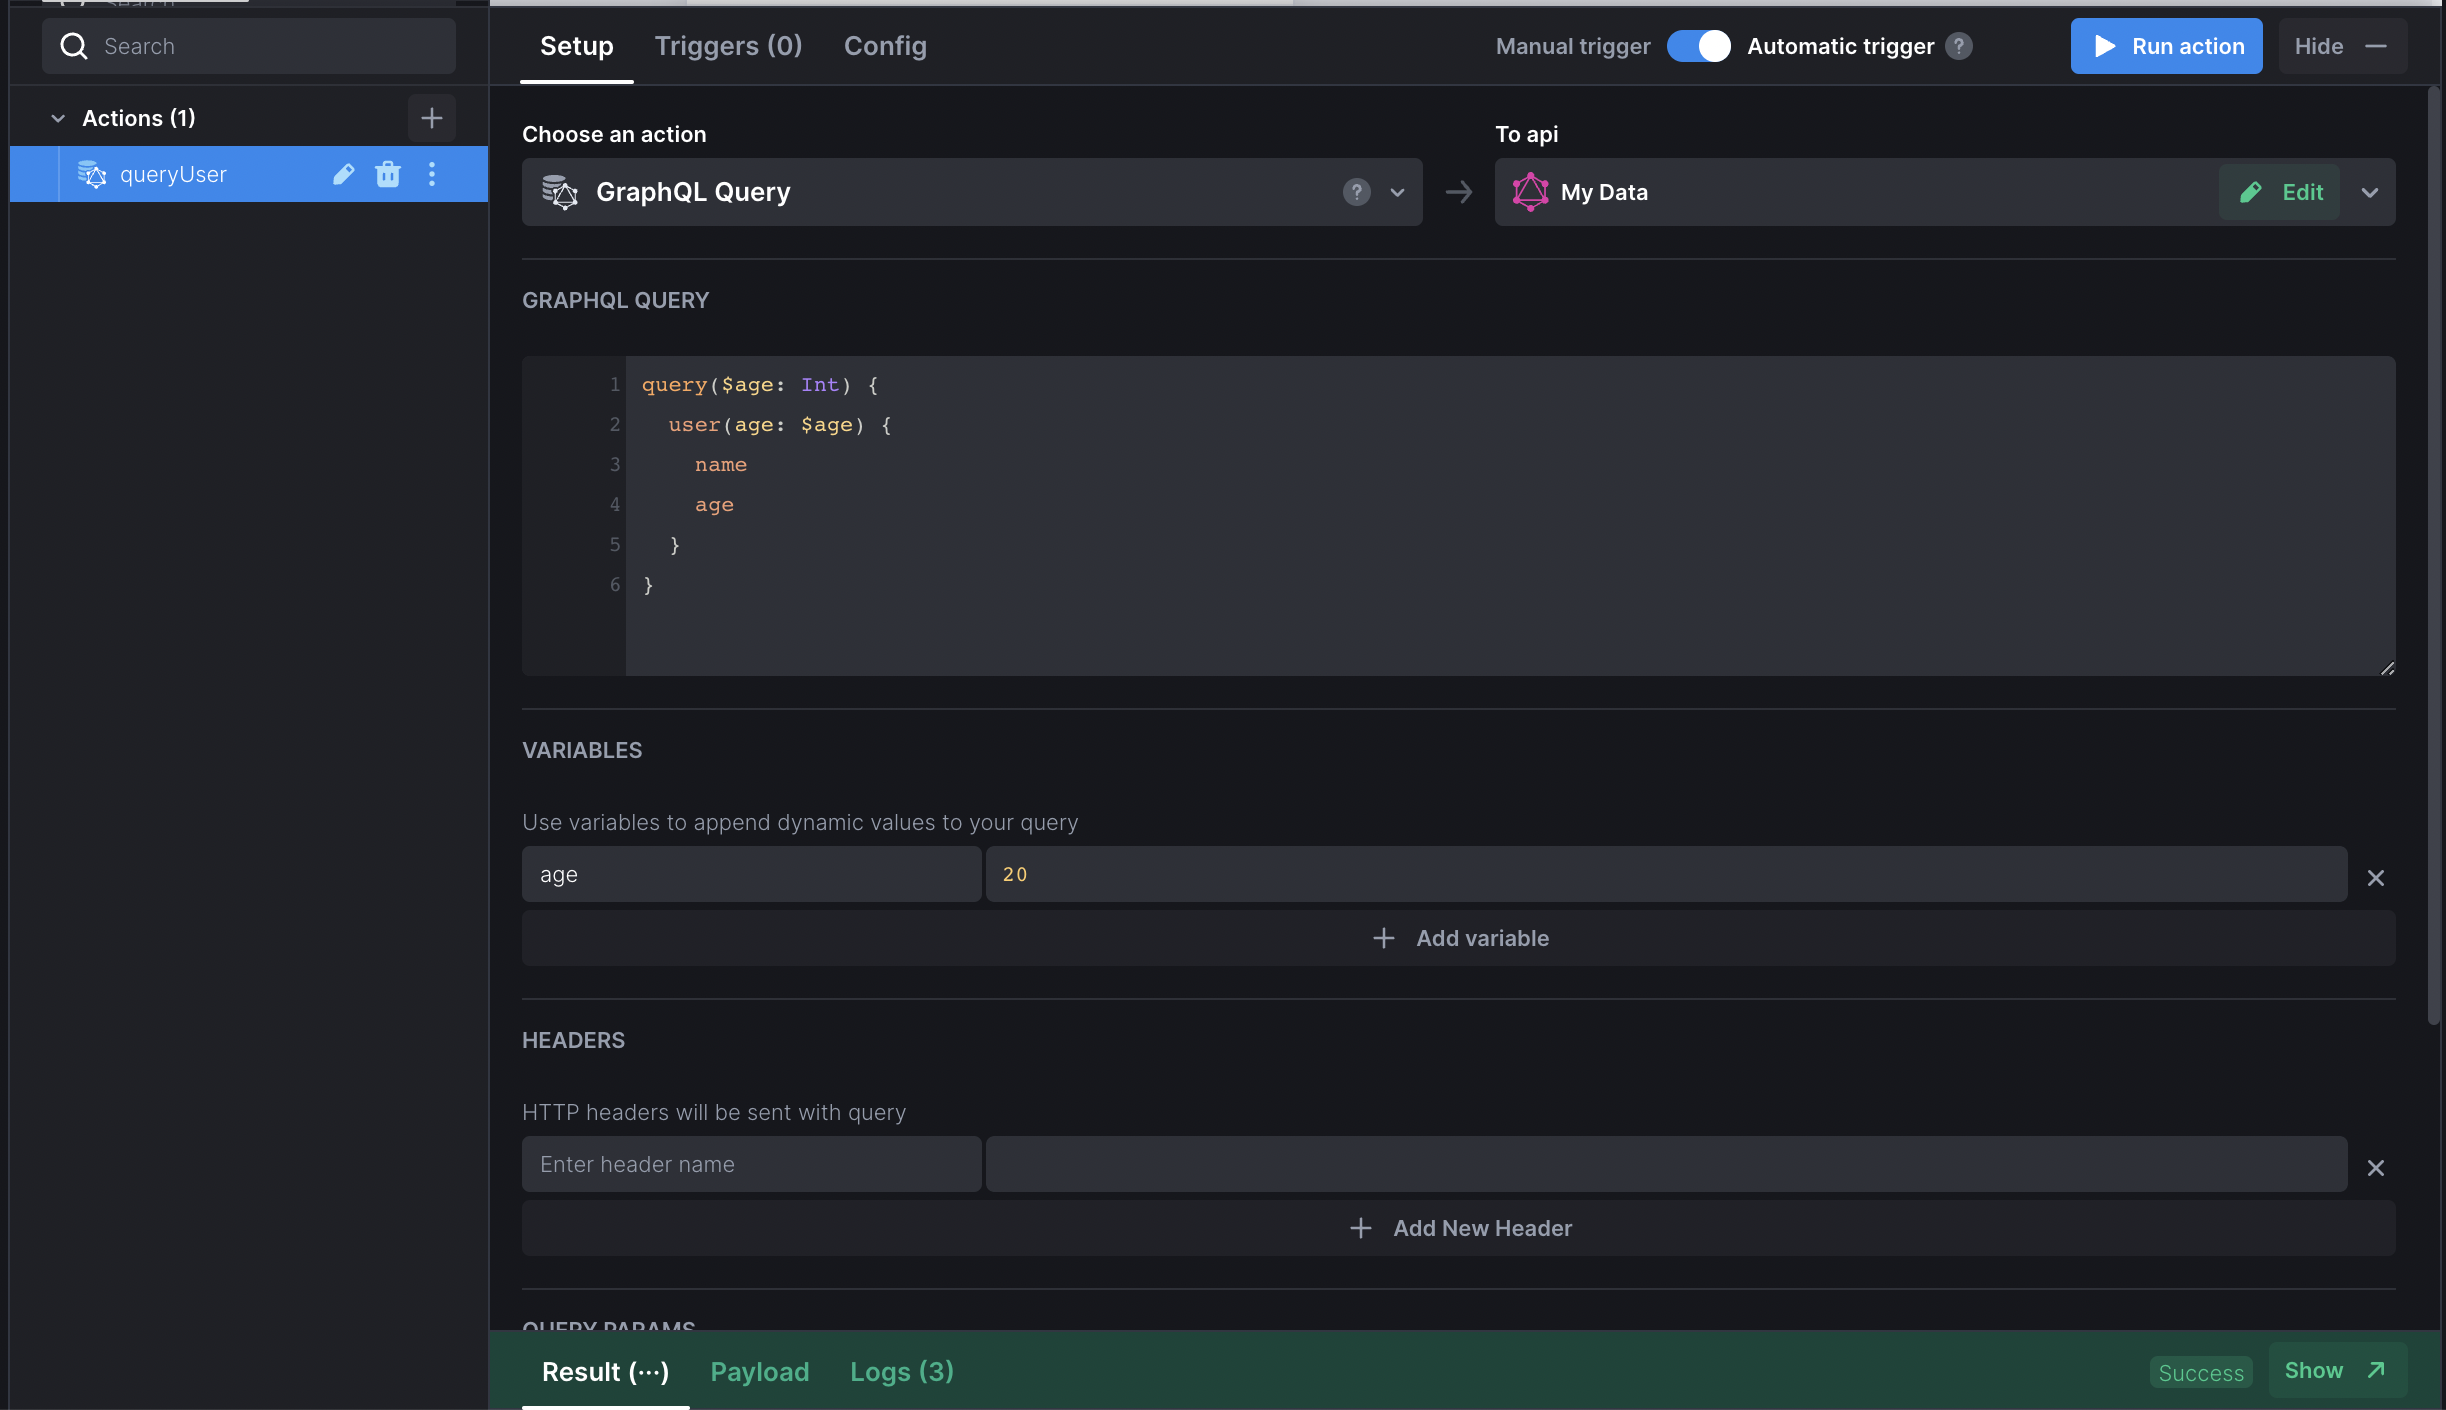 Search
Search
Actions (1)
queryUser
Setup
Triggers (0)
Config
Manual trigger
Automatic trigger
?
Run action
Hide
Choose an action
GraphQL Query
?
To api
My Data
Edit
GRAPHQL QUERY
1 query($age: Int) {
2 user(age: $age) {
3 name
4 age
5 }
6 }
VARIABLES
Use variables to append dynamic values to your query
age
20
Add variable
HEADERS
HTTP headers will be sent with query
Enter header name
Add New Header
QUERY PARAMS
Result (···)
Payload
Logs (3)
Success
Show